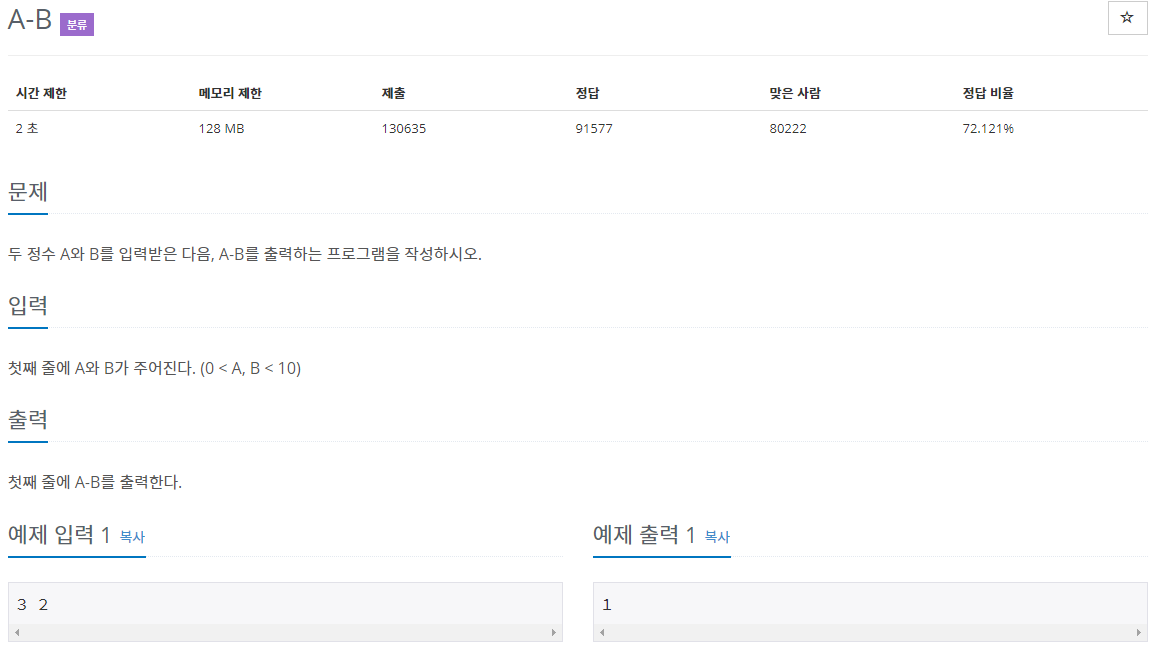 A-B 분류
☆
시간 제한 메모리 제한 제출 정답 맞은 사람 정답 비율
2 초 128 MB 130635 91577 80222 72.121%
문제
두 정수 A와 B를 입력받은 다음, A-B를 출력하는 프로그램을 작성하시오.
입력
첫째 줄에 A와 B가 주어진다. (0 < A, B < 10)
출력
첫째 줄에 A-B를 출력한다.
예제 입력 1 복사
3 2
예제 출력 1 복사
1